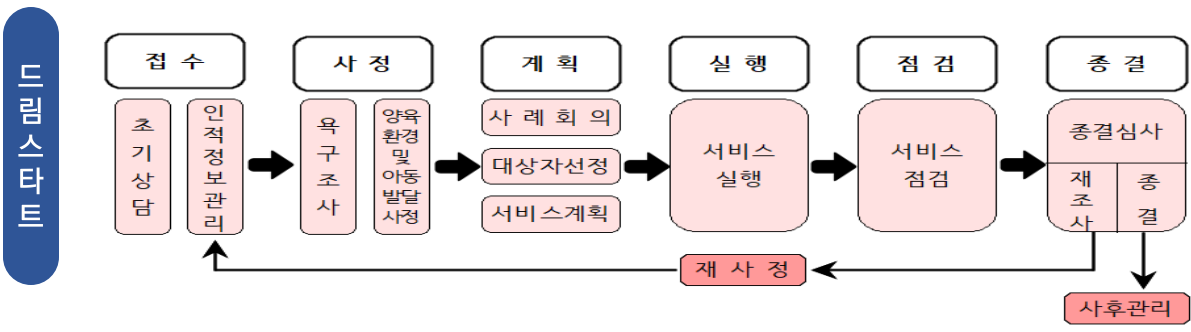 드림스타트
접 수
사 정
계 획
실 행
점 검
종 결
초기상담
인적정보관리
욕구조사
양육
환경
및
아동
발달
사정
사 례 회 의
대상자선정
서비스계획
서비스
실행
서비스
점검
종결심사
재조사
종결
재 사 정
사후관리